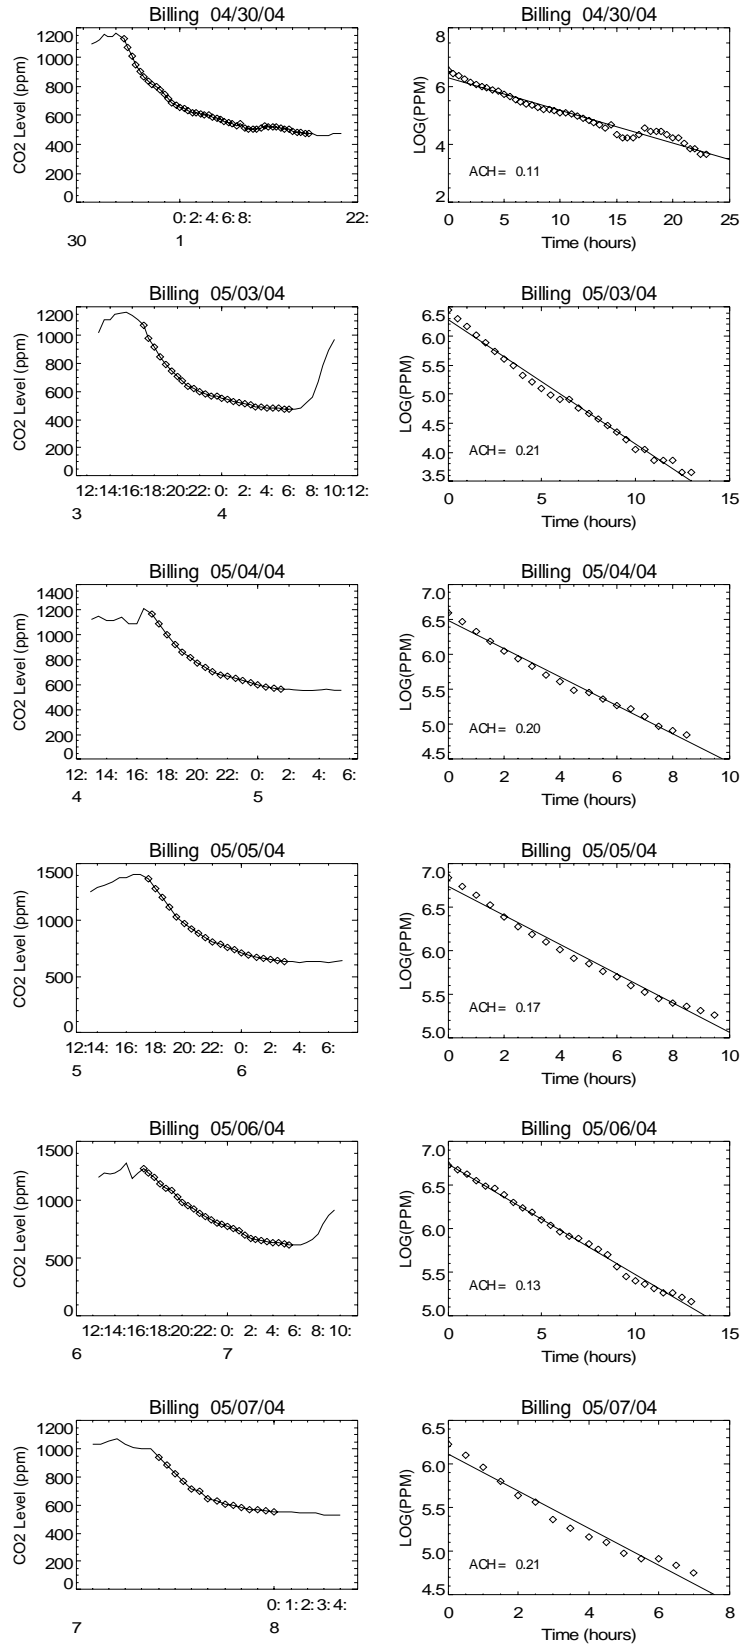 Billing 04/30/04
CO2 Level (ppm)
1200
1000
800
600
400
200
0
0: 2: 4: 6: 8: 22:
30 1
Billing 04/30/04
LOG(PPM)
8
6
4
2
ACH = 0.11
0 5 10 15 20 25
Time (hours)
Billing 05/03/04
CO2 Level (ppm)
1200
1000
800
600
400
200
0
12:14:16:18:20:22: 0: 2: 4: 6: 8: 10:12:
3 4
Billing 05/03/04
LOG(PPM)
6.5
6.0
5.5
5.0
4.5
4.0
3.5
ACH = 0.21
0 5 10 15
Time (hours)
Billing 05/04/04
CO2 Level (ppm)
1400
1200
1000
800
600
400
200
0
12: 14: 16: 18: 20: 22: 0: 2: 4: 6:
4 5
Billing 05/04/04
LOG(PPM)
7.0
6.5
6.0
5.5
5.0
4.5
ACH = 0.20
0 2 4 6 8 10
Time (hours)
Billing 05/05/04
CO2 Level (ppm)
1500
1000
500
0
12:14: 16: 18: 20: 22: 0: 2: 4: 6:
5 6
Billing 05/05/04
LOG(PPM)
7.0
6.5
6.0
5.5
5.0
ACH = 0.17
0 2 4 6 8 10
Time (hours)
Billing 05/06/04
CO2 Level (ppm)
1500
1000
500
0
12:14:16:18:20:22: 0: 2: 4: 6: 8: 10:
6 7
Billing 05/06/04
LOG(PPM)
7.0
6.5
6.0
5.5
5.0
ACH = 0.13
0 5 10 15
Time (hours)
Billing 05/07/04
CO2 Level (ppm)
1200
1000
800
600
400
200
0
0: 1: 2: 3: 4:
7 8
Billing 05/07/04
LOG(PPM)
6.5
6.0
5.5
5.0
4.5
ACH = 0.21
0 2 4 6 8
Time (hours)